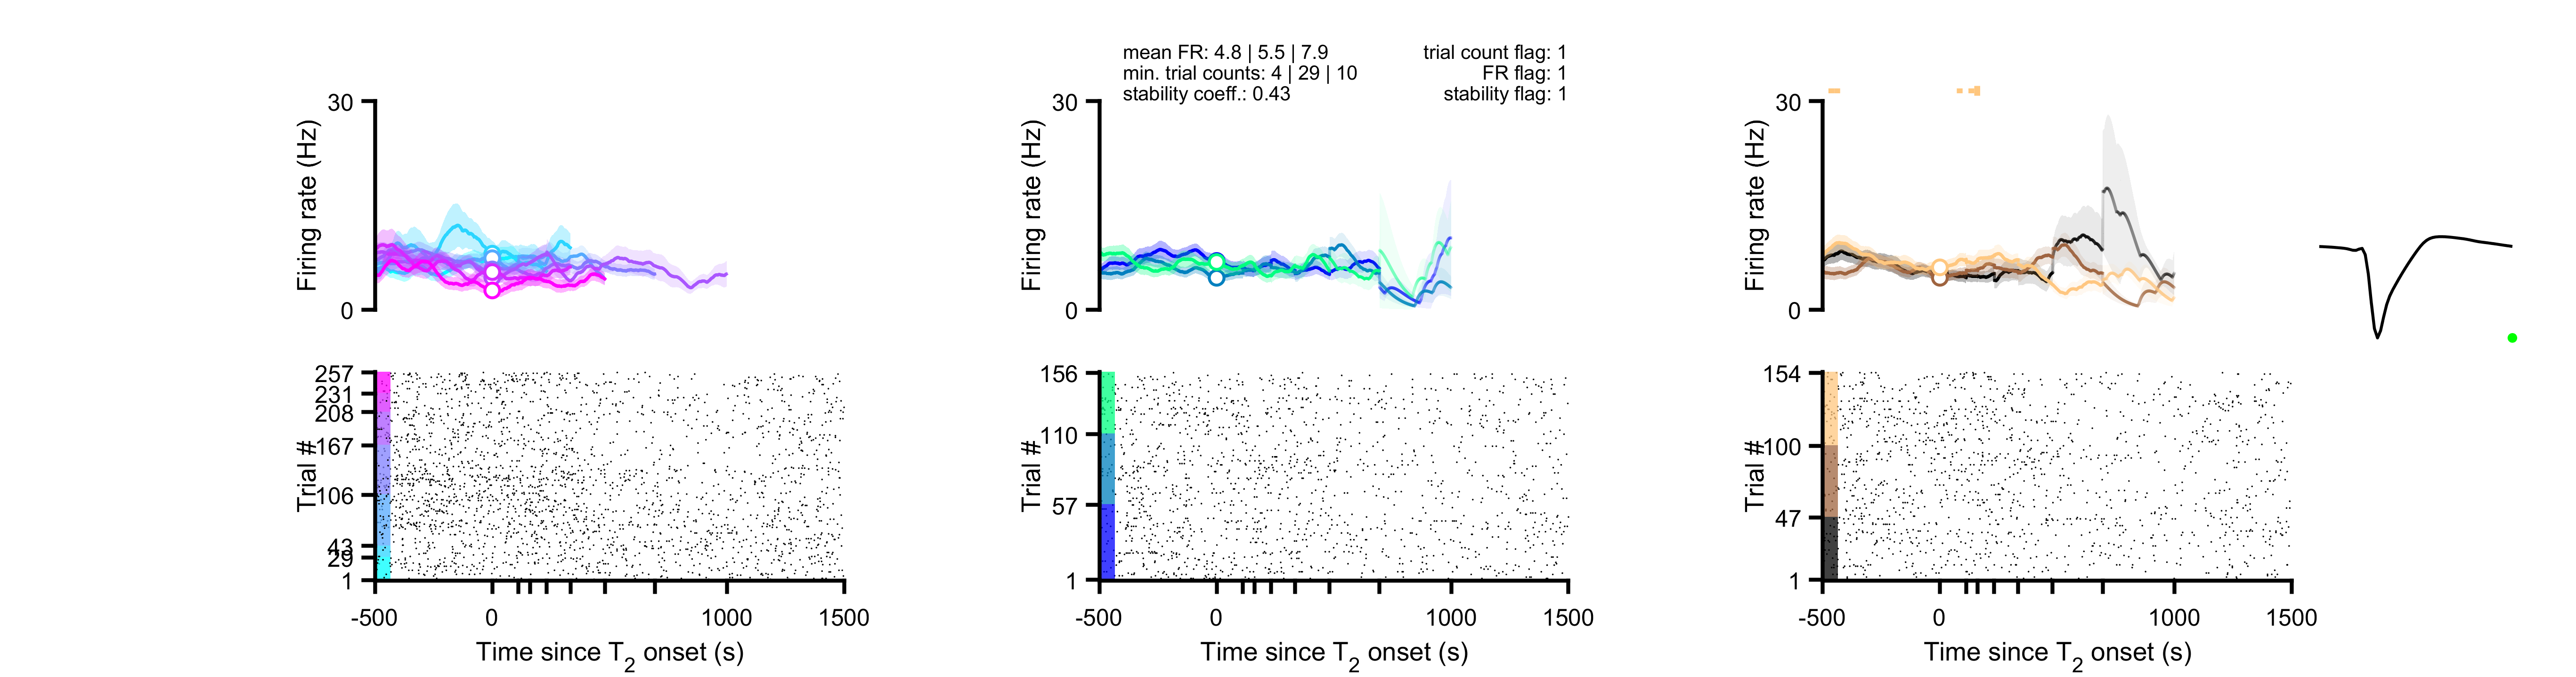 mean FR: 4.8 | 5.5 | 7.9
min. trial counts: 4 | 29 | 10
stability coeff.: 0.43
trial count flag: 1
FR flag: 1
stability flag: 1
30
Firing rate (Hz)
0
30
Firing rate (Hz)
0
30
Firing rate (Hz)
0
257
231
208
167
106
43
29
1
Trial #
-500
0
1000
1500
Time since T2 onset (s)
156
110
57
1
Trial #
-500
0
1000
1500
Time since T2 onset (s)
154
100
47
1
Trial #
-500
0
1000
1500
Time since T2 onset (s)